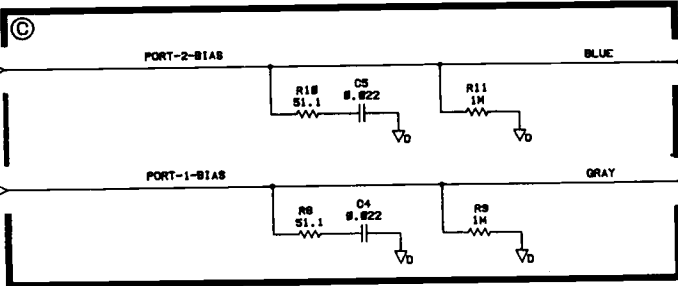 ©
PORT-2-BIAS
BLUE
R10
51.1
C5
0.022
D
R11
1M
D
PORT-1-BIAS
GRAY
R8
51.1
C4
0.022
D
R9
1M
D